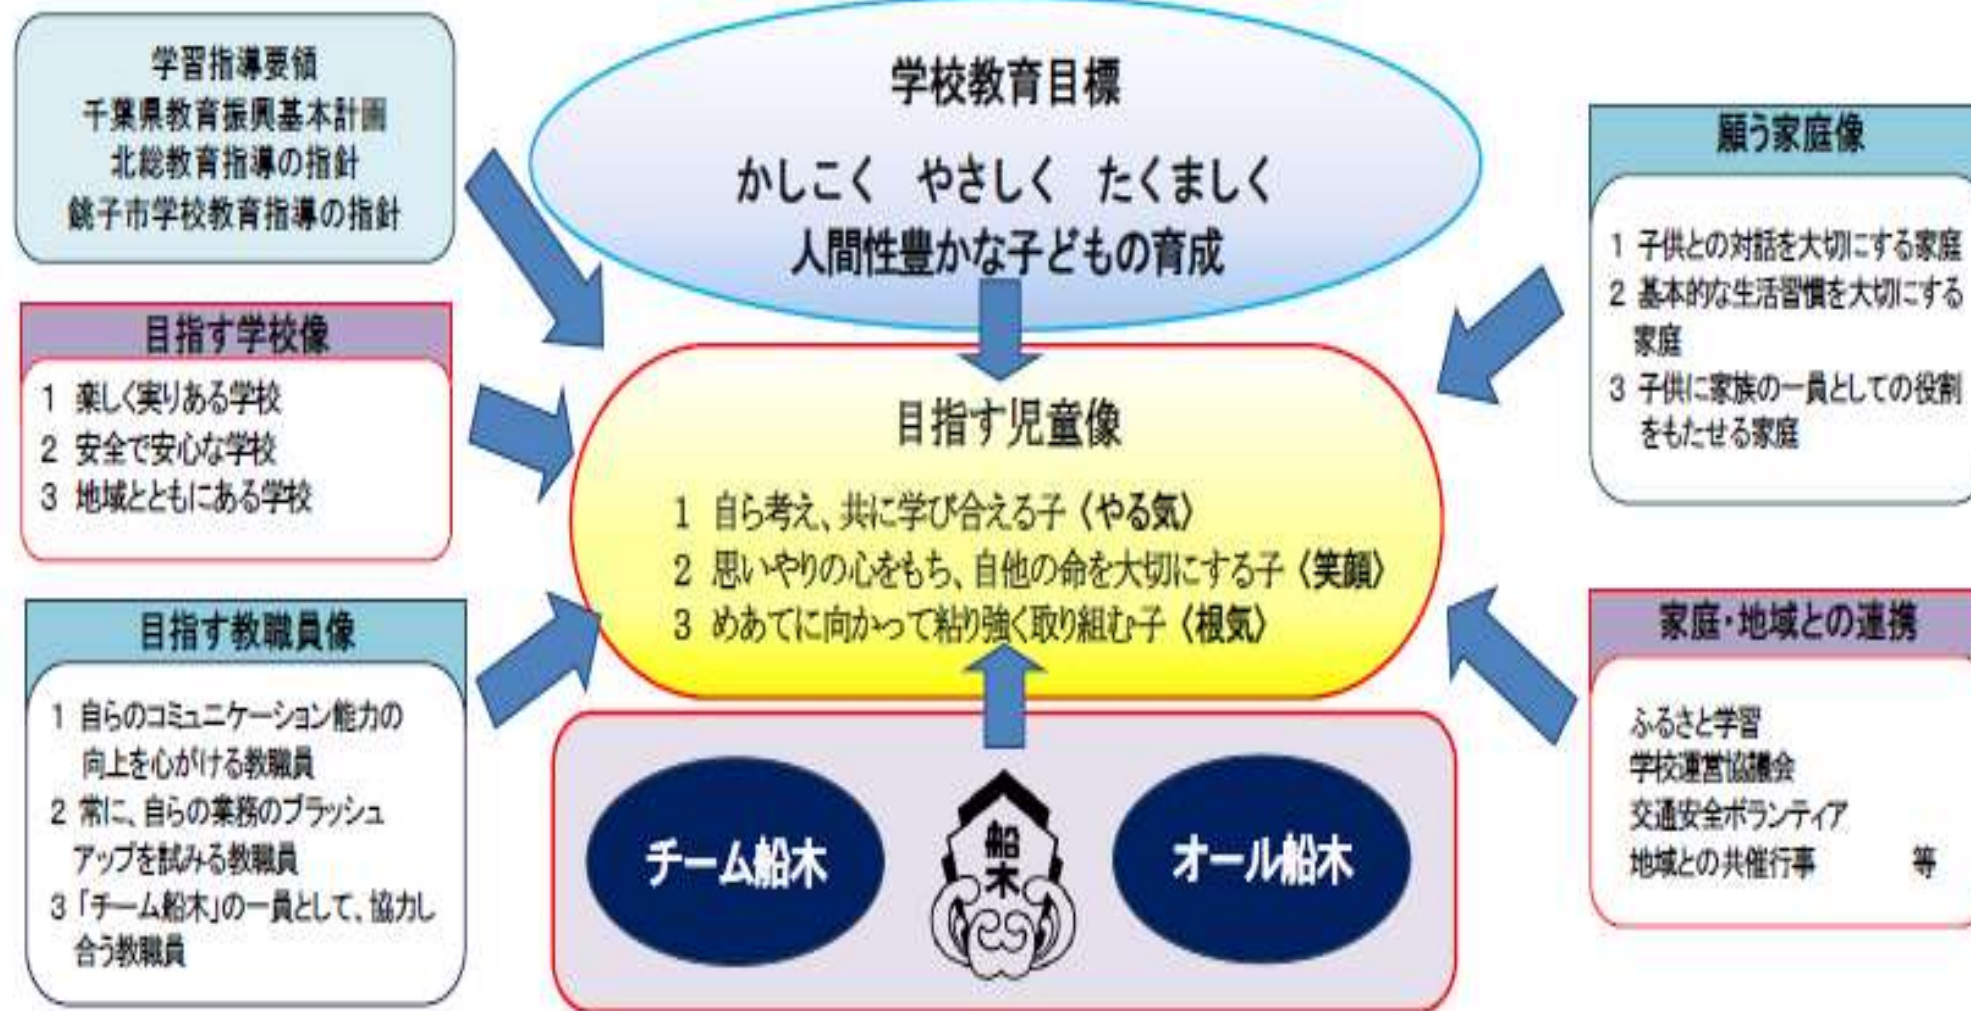 学習指導要領
千葉県教育振興基本計画
北総教育指導の指針
銚子市学校教育指導の指針
学校教育目標
かしこく　やさしく　たくましく
人間性豊かな子どもの育成
願う家庭像
1 子供との対話を大切にする家庭
2 基本的な生活習慣を大切にする
家庭
3 子供に家族の一員としての役割
をもたせる家庭
目指す学校像
1 楽しく実りある学校
2 安全で安心な学校
3 地域とともにある学校
目指す児童像
1 自ら考え、共に学び合える子〈やる気〉
2 思いやりの心をもち、自他の命を大切にする子〈笑顔〉
3 めあてに向かって粘り強く取り組む子〈根気〉
目指す教職員像
1 自らのコミュニケーション能力の
向上を心がける教職員
2 常に、自らの業務のブラッシュ
アップを試みる教職員
3 「チーム船木」の一員として、協力し
合う教職員
家庭・地域との連携
ふるさと学習
学校運営協議会
交通安全ボランティア
地域との共催行事　　等
チーム船木
船木
オール船木